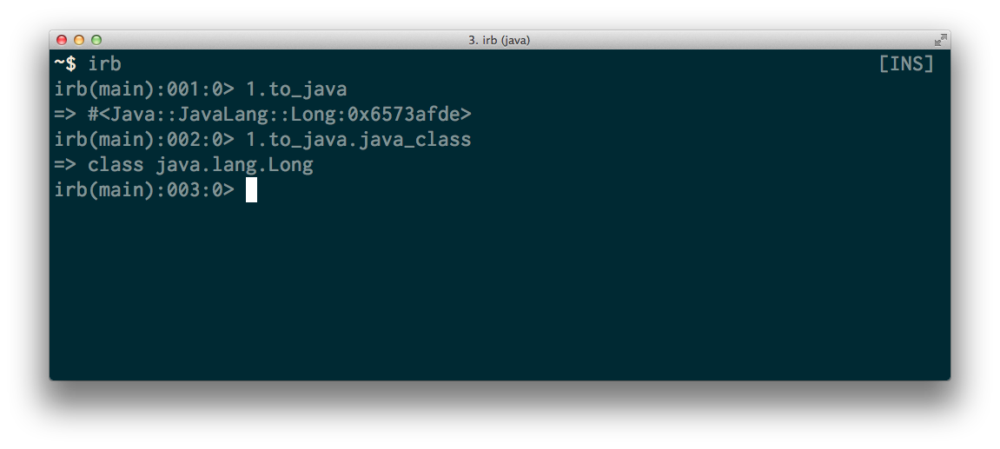 3. irb (java)
~$ irb [INS]
irb(main):001:0> 1.to_java
=> #<Java::JavaLang::Long:0x6573afde>
irb(main):002:0> 1.to_java.java_class
=> class java.lang.Long
irb(main):003:0>